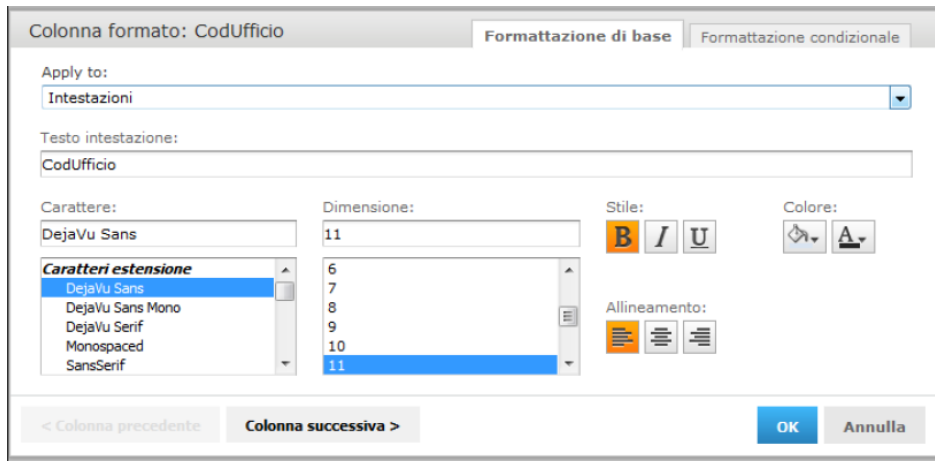 Colonna formato: CodUfficio
Formattazione di base
Formattazione condizionale
Apply to:
Intestazioni
Testo intestazione:
CodUfficio
Carattere:
Dimensione:
Stile:
Colore:
DejaVu Sans
11
B I U
A
Caratteri estensione
DejaVu Sans
DejaVu Sans Mono
DejaVu Serif
Monospaced
SansSerif
6
7
8
9
10
11
Allineamento:
< Colonna precedente
Colonna successiva >
OK
Annulla